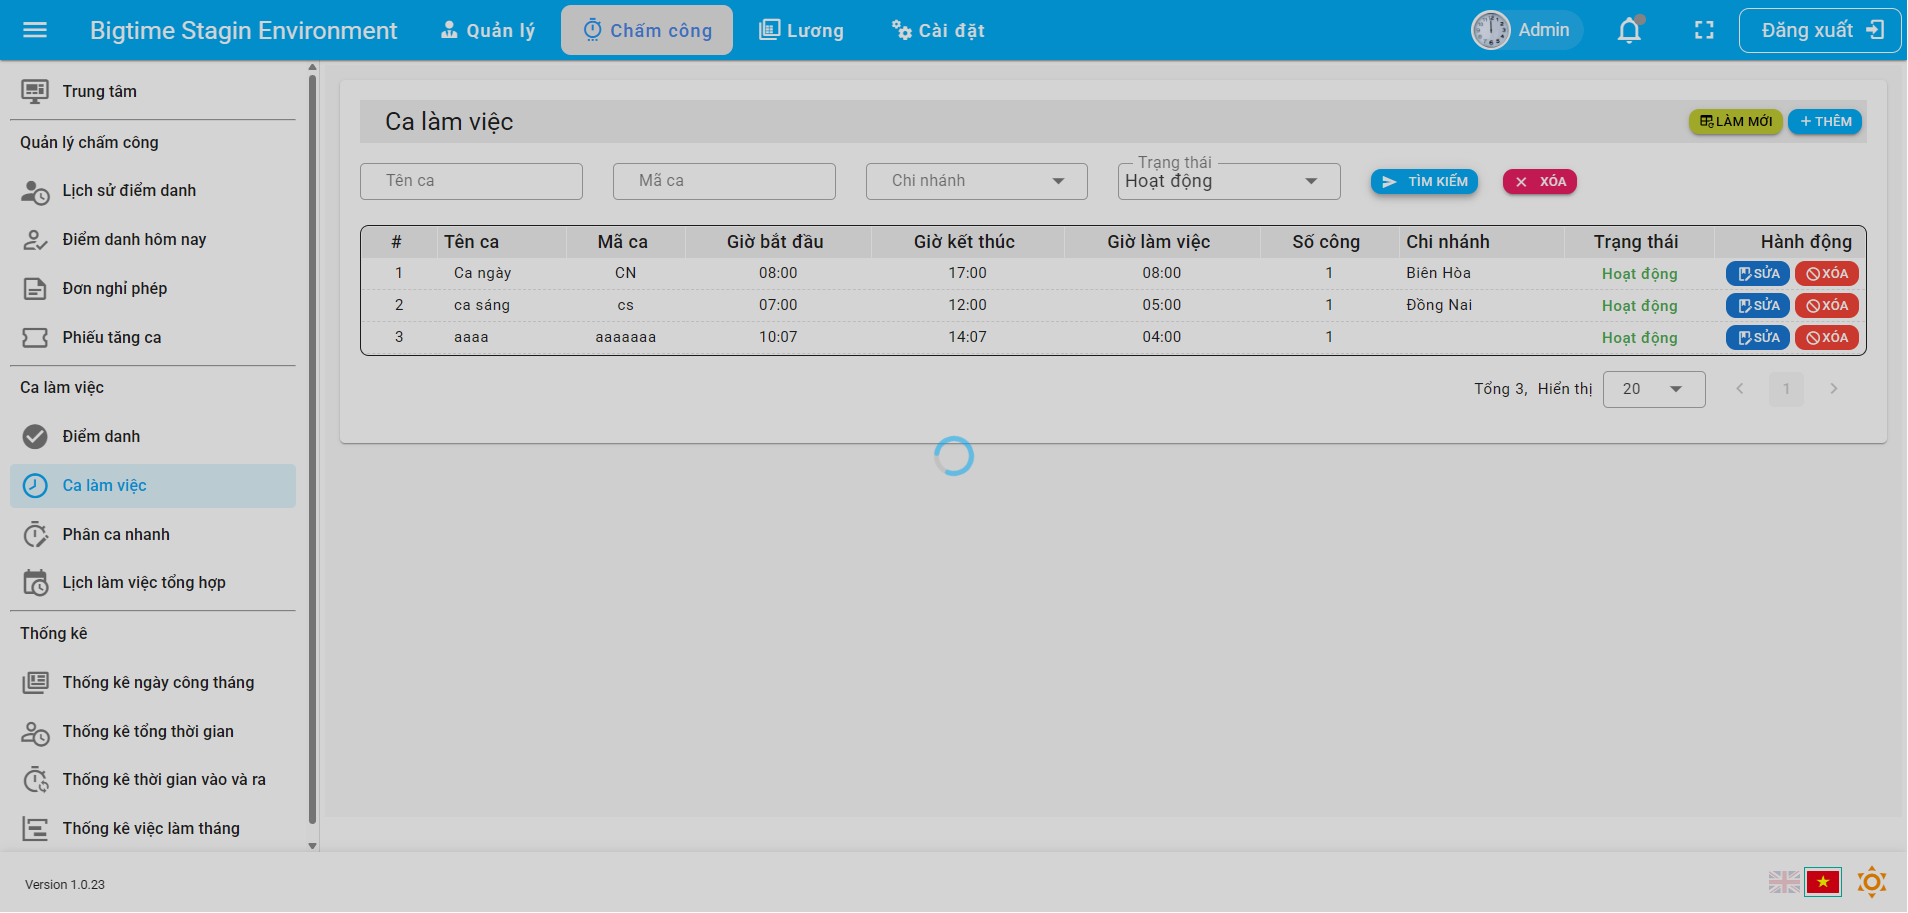 Bigtime Stagin Environment
Quản lý
Chấm công
Lương
Cài đặt
Admin
Đăng xuất
Trung tâm
Quản lý chấm công
Lịch sử điểm danh
Điểm danh hôm nay
Đơn nghỉ phép
Phiếu tăng ca
Ca làm việc
Điểm danh
Ca làm việc
Phân ca nhanh
Lịch làm việc tổng hợp
Thống kê
Thống kê ngày công tháng
Thống kê tổng thời gian
Thống kê thời gian vào và ra
Thống kê việc làm tháng
Ca làm việc
LÀM MỚI
THÊM
Tên ca
Mã ca
Chi nhánh
Trạng thái
Hoạt động
TÌM KIẾM
XÓA
# Tên ca Mã ca Giờ bắt đầu Giờ kết thúc Giờ làm việc Số công Chi nhánh Trạng thái Hành động
1 Ca ngày CN 08:00 17:00 08:00 1 Biên Hòa Hoạt động SỬA XÓA
2 ca sáng cs 07:00 12:00 05:00 1 Đồng Nai Hoạt động SỬA XÓA
3 aaaa aaaaaaa 10:07 14:07 04:00 1 Hoạt động SỬA XÓA
Tổng 3, Hiển thị 20 1
Version 1.0.23